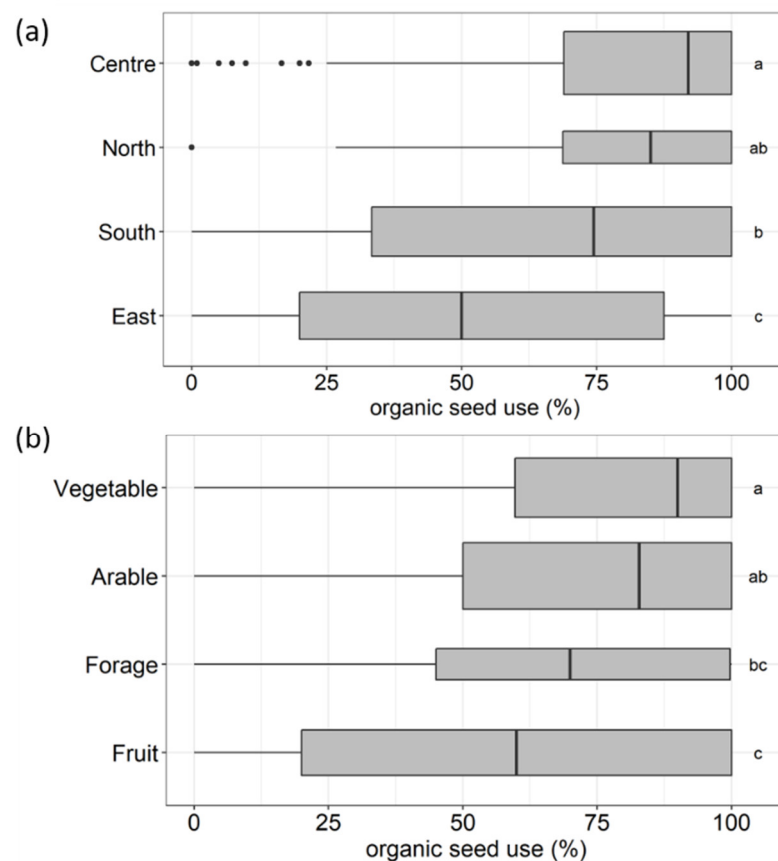 (a)
Centre a
North ab
South b
East c
0 25 50 75 100
organic seed use (%)
(b)
Vegetable a
Arable ab
Forage bc
Fruit c
0 25 50 75 100
organic seed use (%)